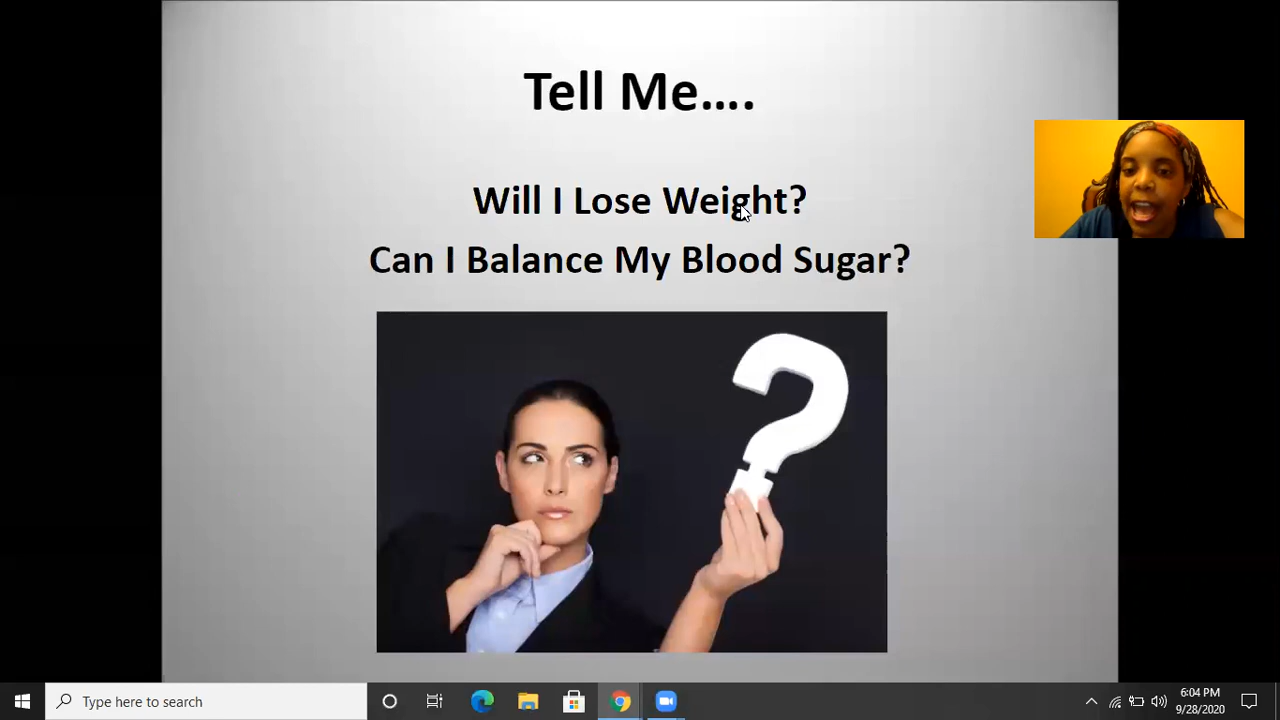 Tell Me....
Will I Lose Weight?
Can I Balance My Blood Sugar?
?
Type here to search
6:04 PM
9/28/2020